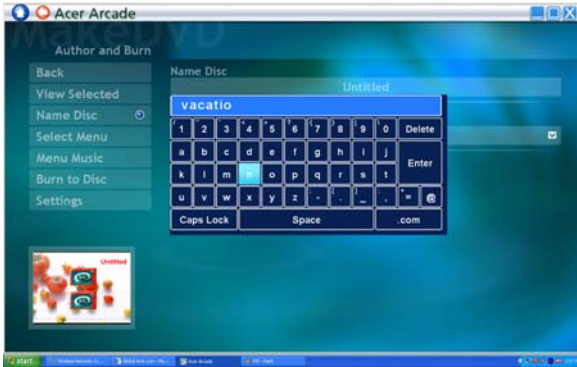 Acer Arcade
MakeDVD
Author and Burn
Back
View Selected
Name Disc
Select Menu
Menu Music
Burn to Disc
Settings
Name Disc
Untitled
vacatio
1 2 3 4 5 6 7 8 9 0 Delete
a b c d e f g h i j
Enter
k l m n o p q r s t
u v w x y z - . _ , = @
Caps Lock Space .com
Untitled
start
Acer Arcade